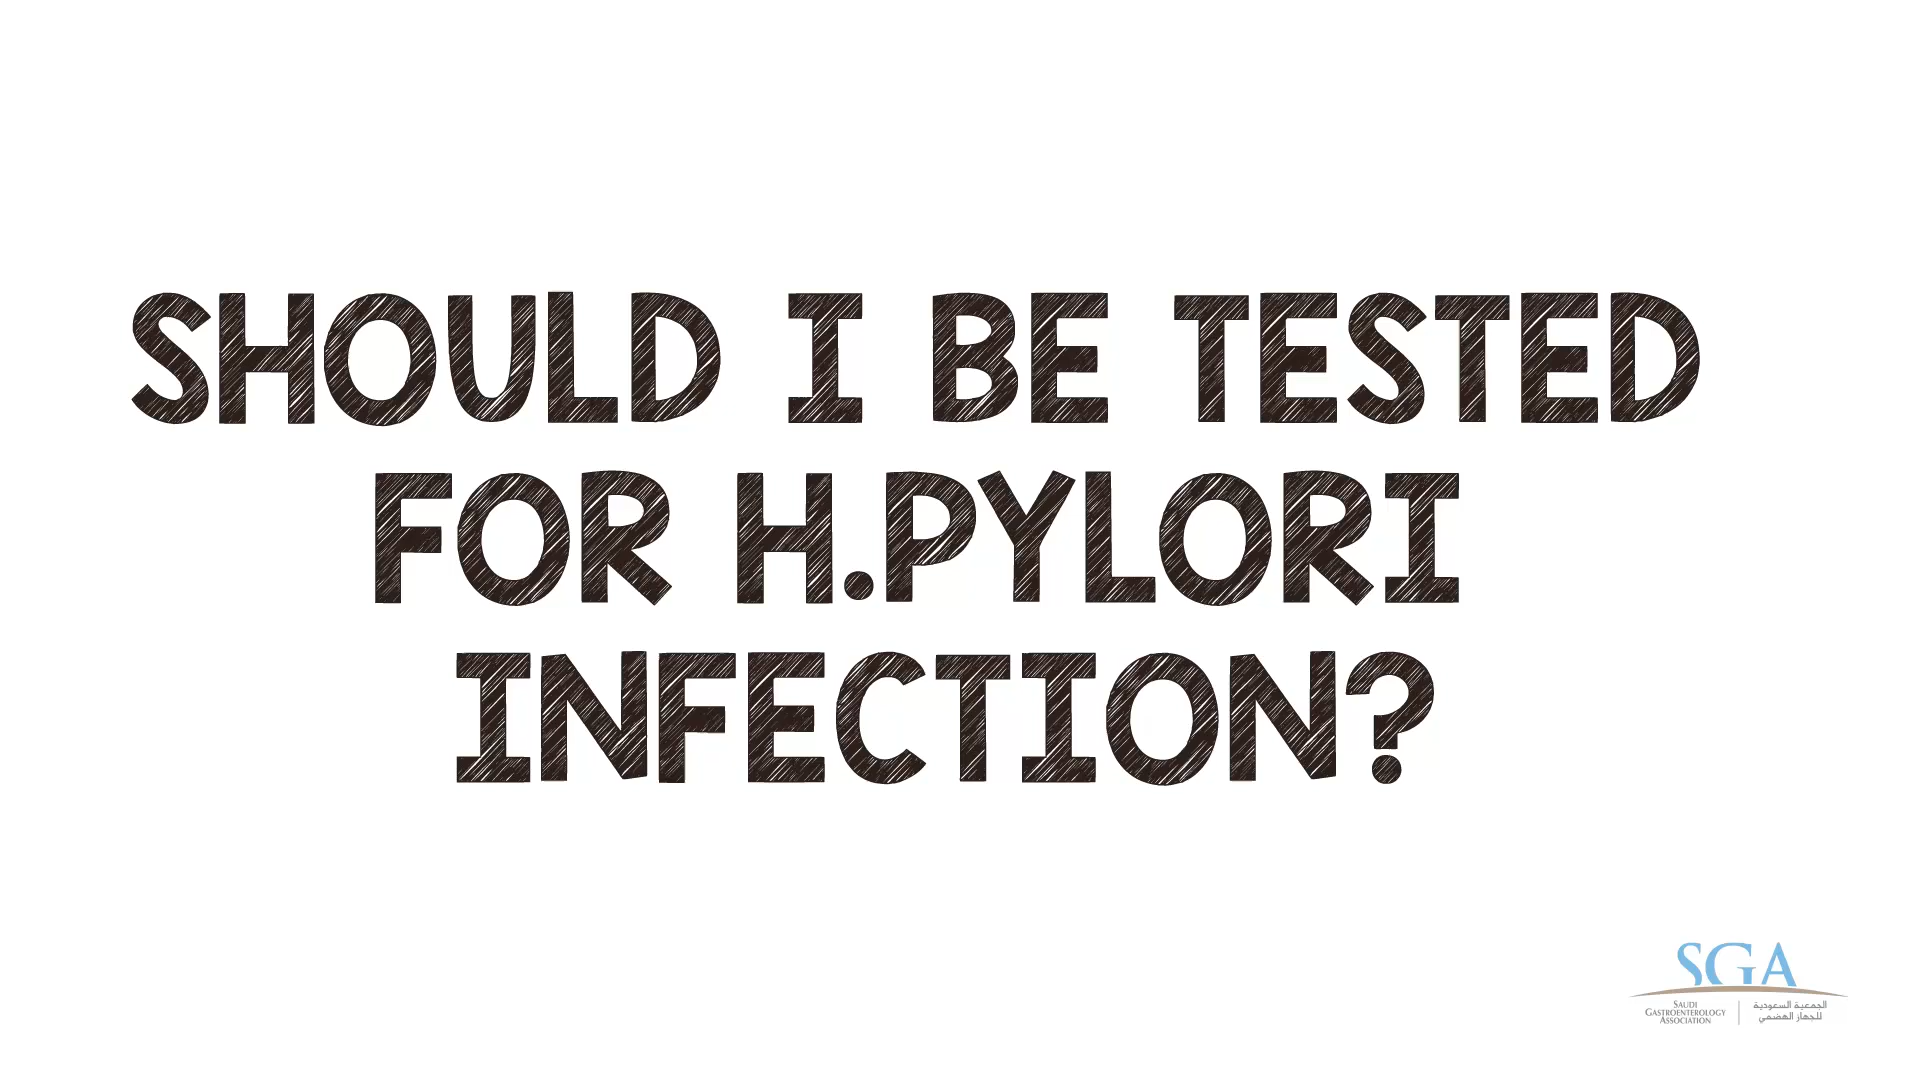 SHOULD I BE TESTED
FOR H.PYLORI
INFECTION?
SGA
SAUDI
GASTROENTEROLOGY
ASSOCIATION
الجمعية السعودية
للجهاز الهضمي